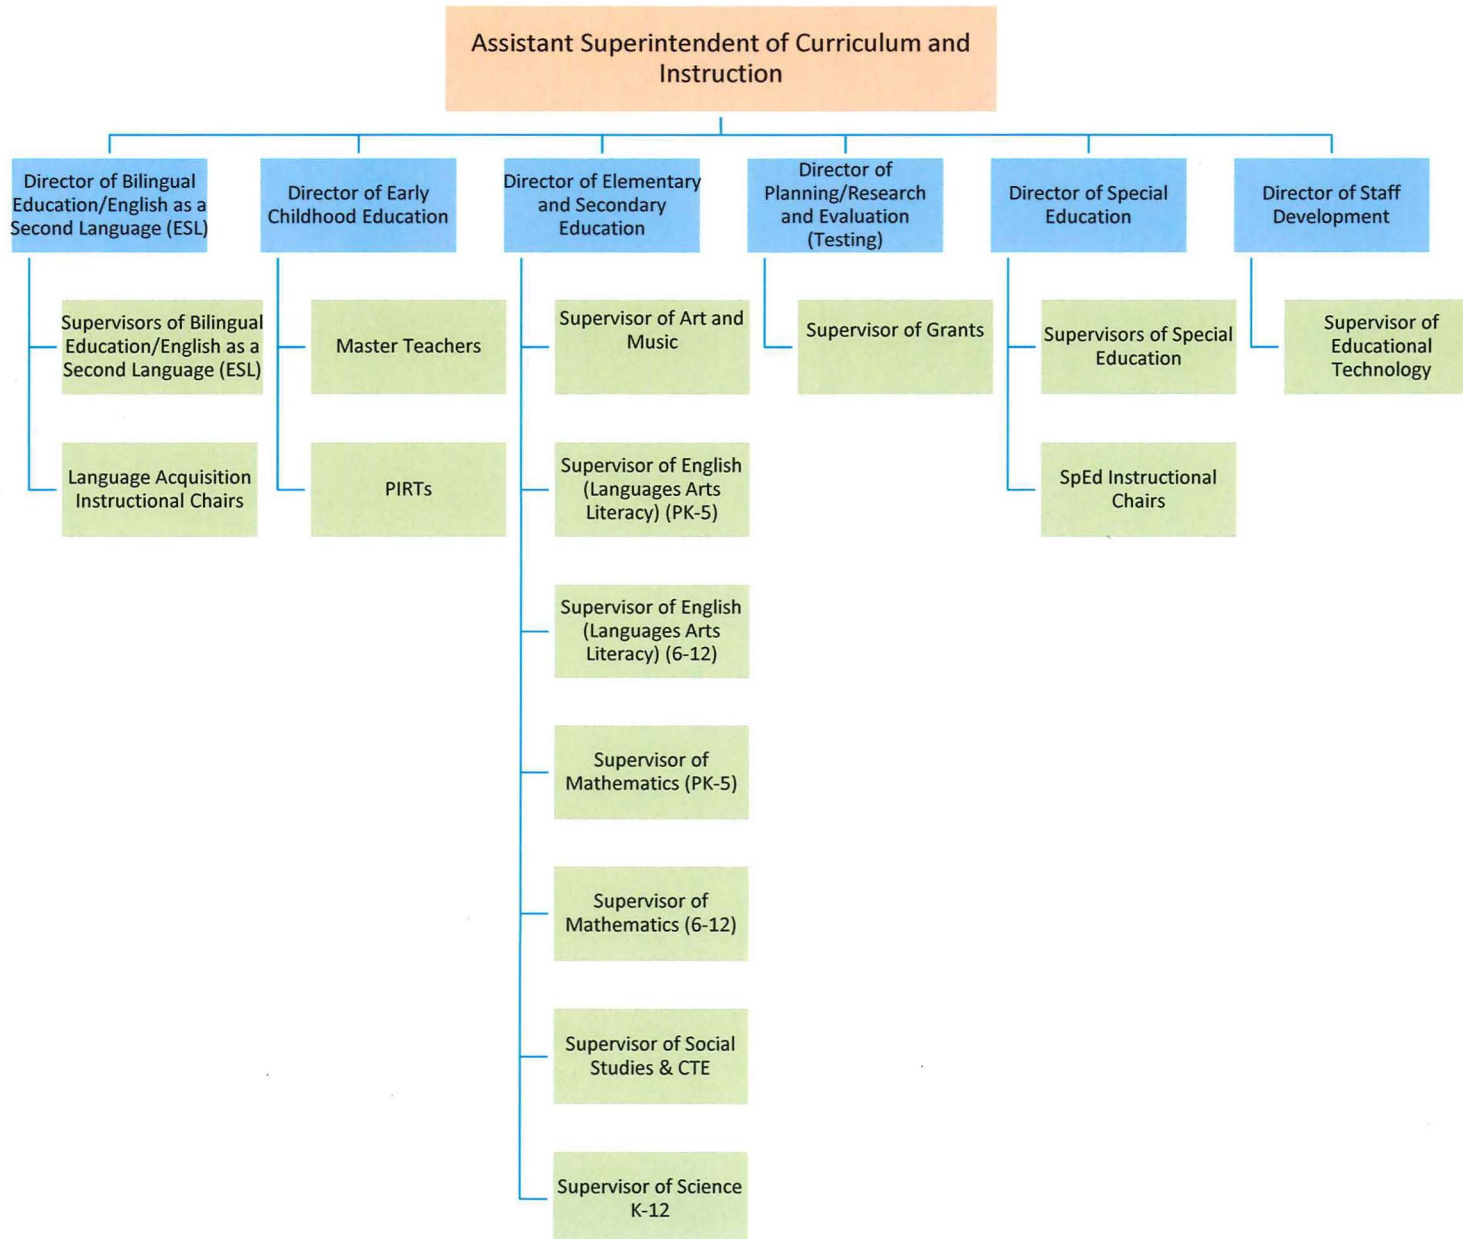 Assistant Superintendent of Curriculum and
Instruction
Director of Bilingual
Education/English as a
Second Language (ESL)
Director of Early
Childhood Education
Director of Elementary
and Secondary
Education
Director of
Planning/Research
and Evaluation
(Testing)
Director of Special
Education
Director of Staff
Development
Supervisors of Bilingual
Education/English as a
Second Language (ESL)
Language Acquisition
Instructional Chairs
Master Teachers
PIRTs
Supervisor of Art and
Music
Supervisor of English
(Languages Arts
Literacy) (PK-5)
Supervisor of English
(Languages Arts
Literacy) (6-12)
Supervisor of
Mathematics (PK-5)
Supervisor of
Mathematics (6-12)
Supervisor of Social
Studies & CTE
Supervisor of Science
K-12
Supervisor of Grants
Supervisors of Special
Education
SpEd Instructional
Chairs
Supervisor of
Educational
Technology